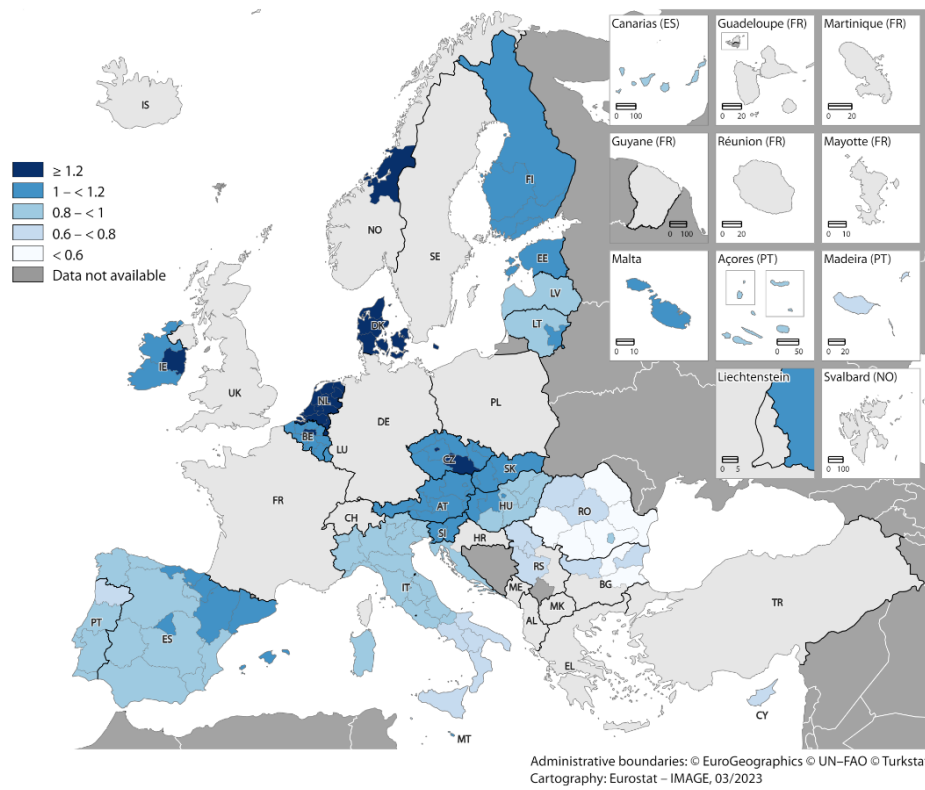 Canarias (ES)
0 100
Guadeloupe (FR)
0 20
Martinique (FR)
0 20
Guyane (FR)
0 100
Réunion (FR)
0 20
Mayotte (FR)
0 10
Malta
0 10
Açores (PT)
0 50
Madeira (PT)
0 20
Liechtenstein
0 5
Svalbard (NO)
0 100
≥ 1.2
1 – < 1.2
0.8 – < 1
0.6 – < 0.8
< 0.6
Data not available
IS
FI
NO
SE
EE
LV
LT
DK
IE
UK
NL
BE
LU
DE
PL
CZ
SK
FR
CH
AT
HU
SI
HR
RO
IT
RS
BG
ME
MK
AL
TR
PT
ES
EL
CY
MT
Administrative boundaries: © EuroGeographics © UN–FAO © Turksta
Cartography: Eurostat – IMAGE, 03/2023